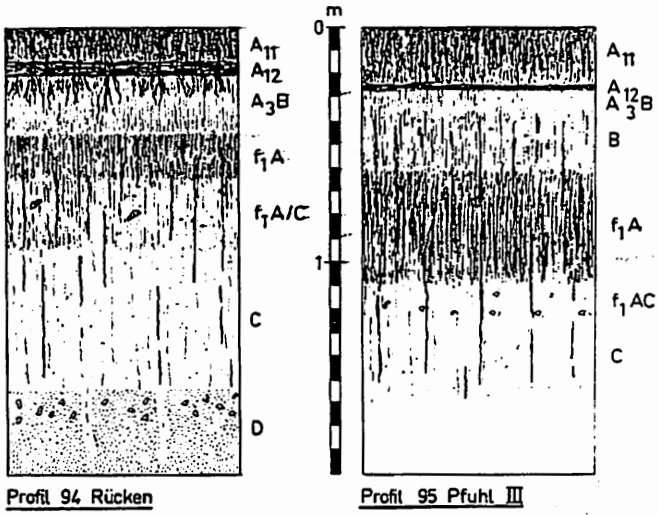 m
0
1
A₁₁
A₁₂
A₃B
f₁A
f₁A/C
C
D
Profil 94 Rücken
A₁₁
A₁₂
A₃B
B
f₁A
f₁AC
C
Profil 95 Pfuhl III